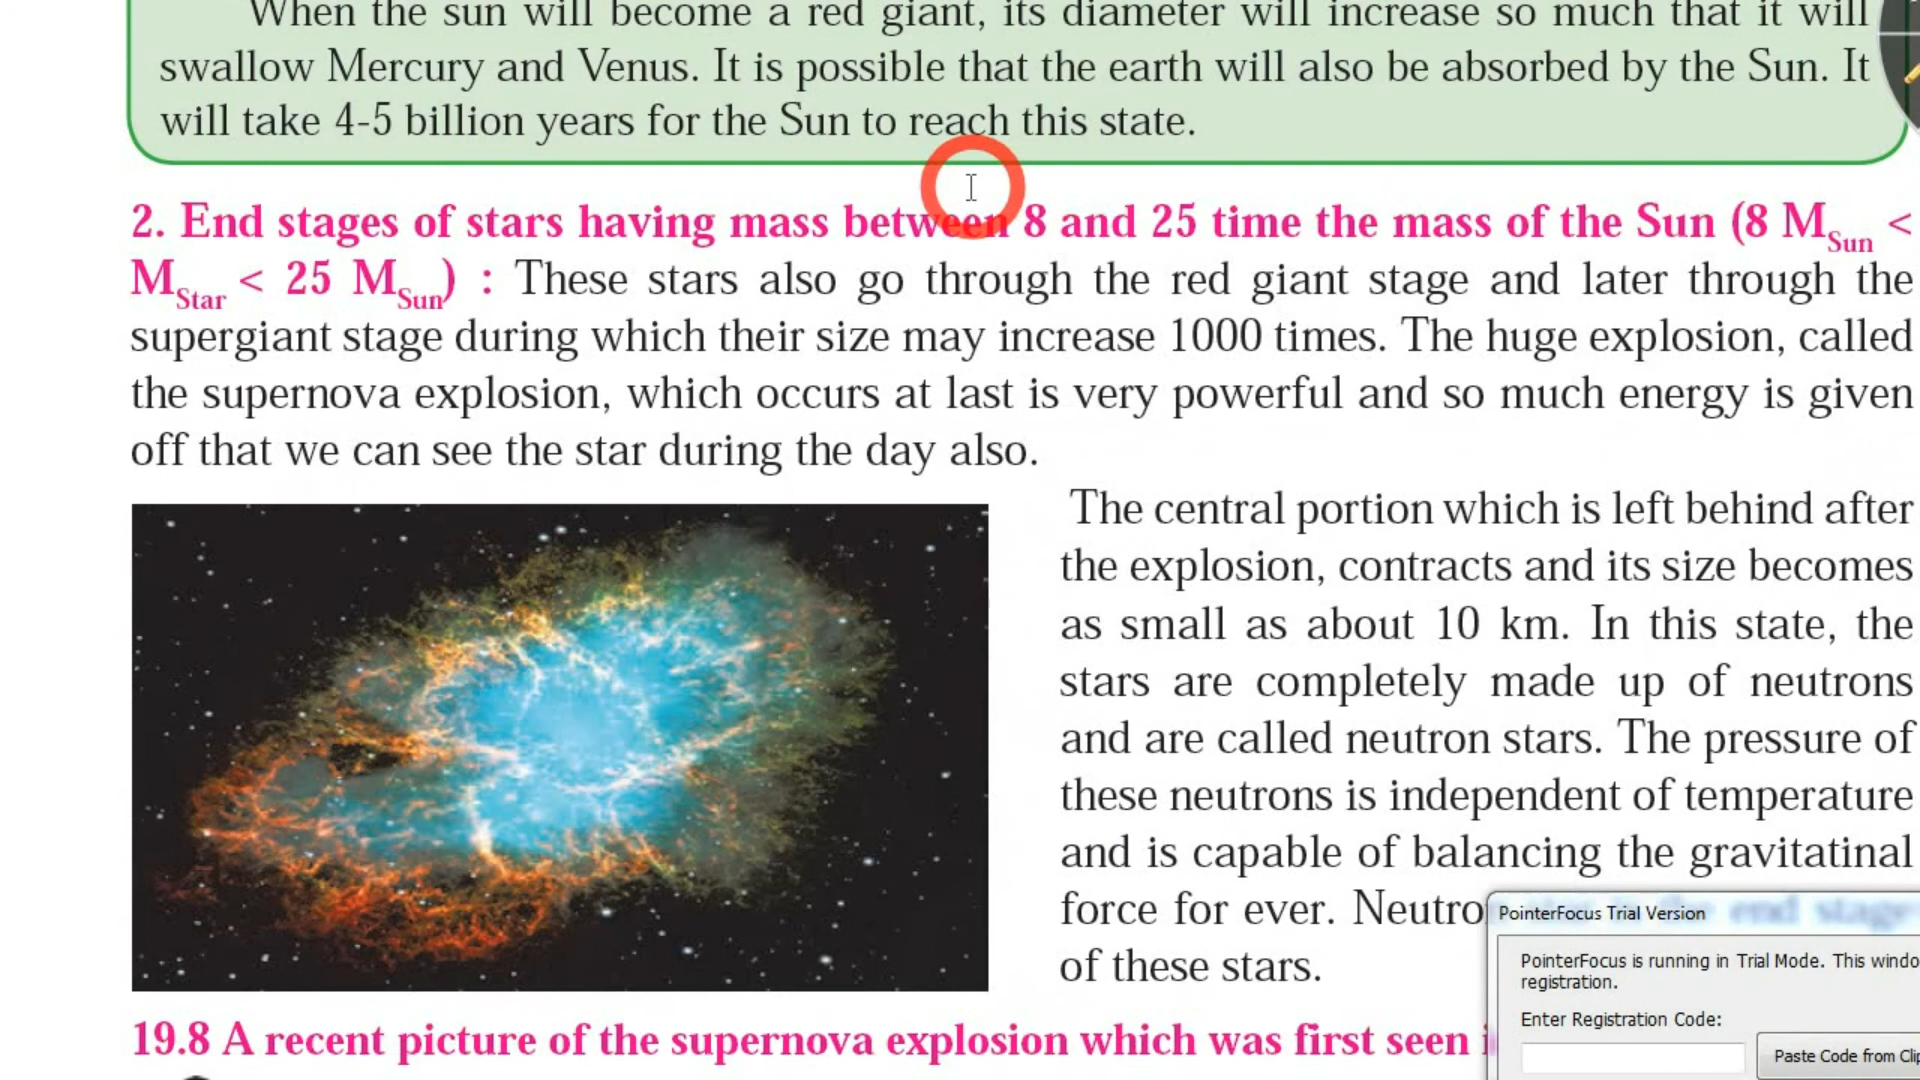 When the sun will become a red giant, its diameter will increase so much that it will
swallow Mercury and Venus. It is possible that the earth will also be absorbed by the Sun. It
will take 4-5 billion years for the Sun to reach this state.
2. End stages of stars having mass between 8 and 25 time the mass of the Sun (8 M_Sun <
M_Star < 25 M_Sun) : These stars also go through the red giant stage and later through the
supergiant stage during which their size may increase 1000 times. The huge explosion, called
the supernova explosion, which occurs at last is very powerful and so much energy is given
off that we can see the star during the day also.
The central portion which is left behind after
the explosion, contracts and its size becomes
as small as about 10 km. In this state, the
stars are completely made up of neutrons
and are called neutron stars. The pressure of
these neutrons is independent of temperature
and is capable of balancing the gravitatinal
force for ever. the end stage
of these stars.
19.8 A recent picture of the supernova explosion which was first seen
PointerFocus Trial Version
PointerFocus is running in Trial Mode. This
registration.
Enter Registration Code:
Paste Code from